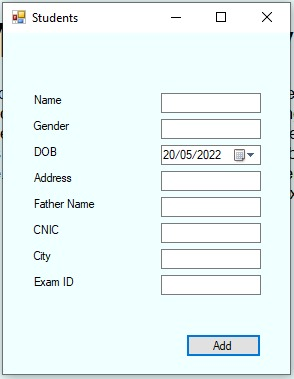 Students
Name
Gender
DOB 20/05/2022
Address
Father Name
CNIC
City
Exam ID
Add